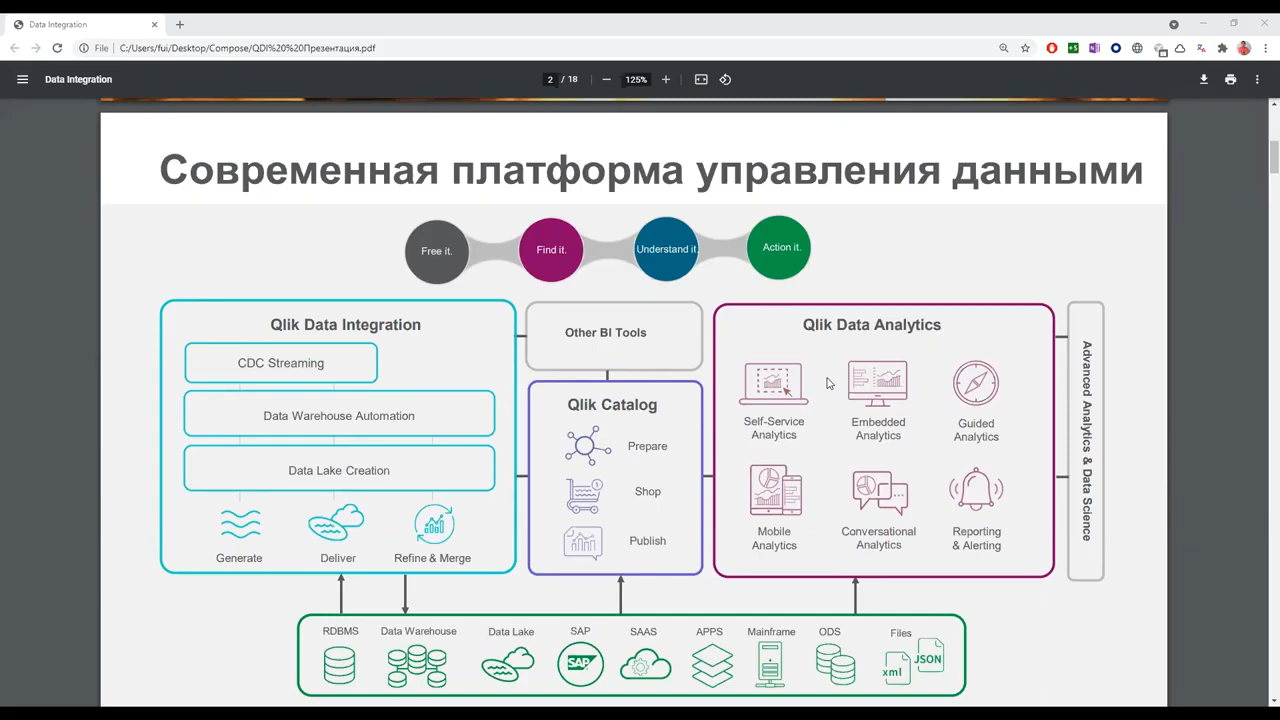 Data Integration
File
C:/Users/fui/Desktop/Compose/QDI%20%20Презентация.pdf
Data Integration
2 / 18
125%
Современная платформа управления данными
Free it.
Find it.
Understand it.
Action it.
Qlik Data Integration
CDC Streaming
Data Warehouse Automation
Data Lake Creation
Generate
Deliver
Refine & Merge
Other BI Tools
Qlik Catalog
Prepare
1
Shop
Publish
Qlik Data Analytics
Self-Service
Analytics
Embedded
Analytics
Guided
Analytics
Mobile
Analytics
Conversational
Analytics
Reporting
& Alerting
Advanced Analytics & Data Science
RDBMS
Data Warehouse
Data Lake
SAP
SAP
SAAS
APPS
Mainframe
ODS
Files
xml
JSON